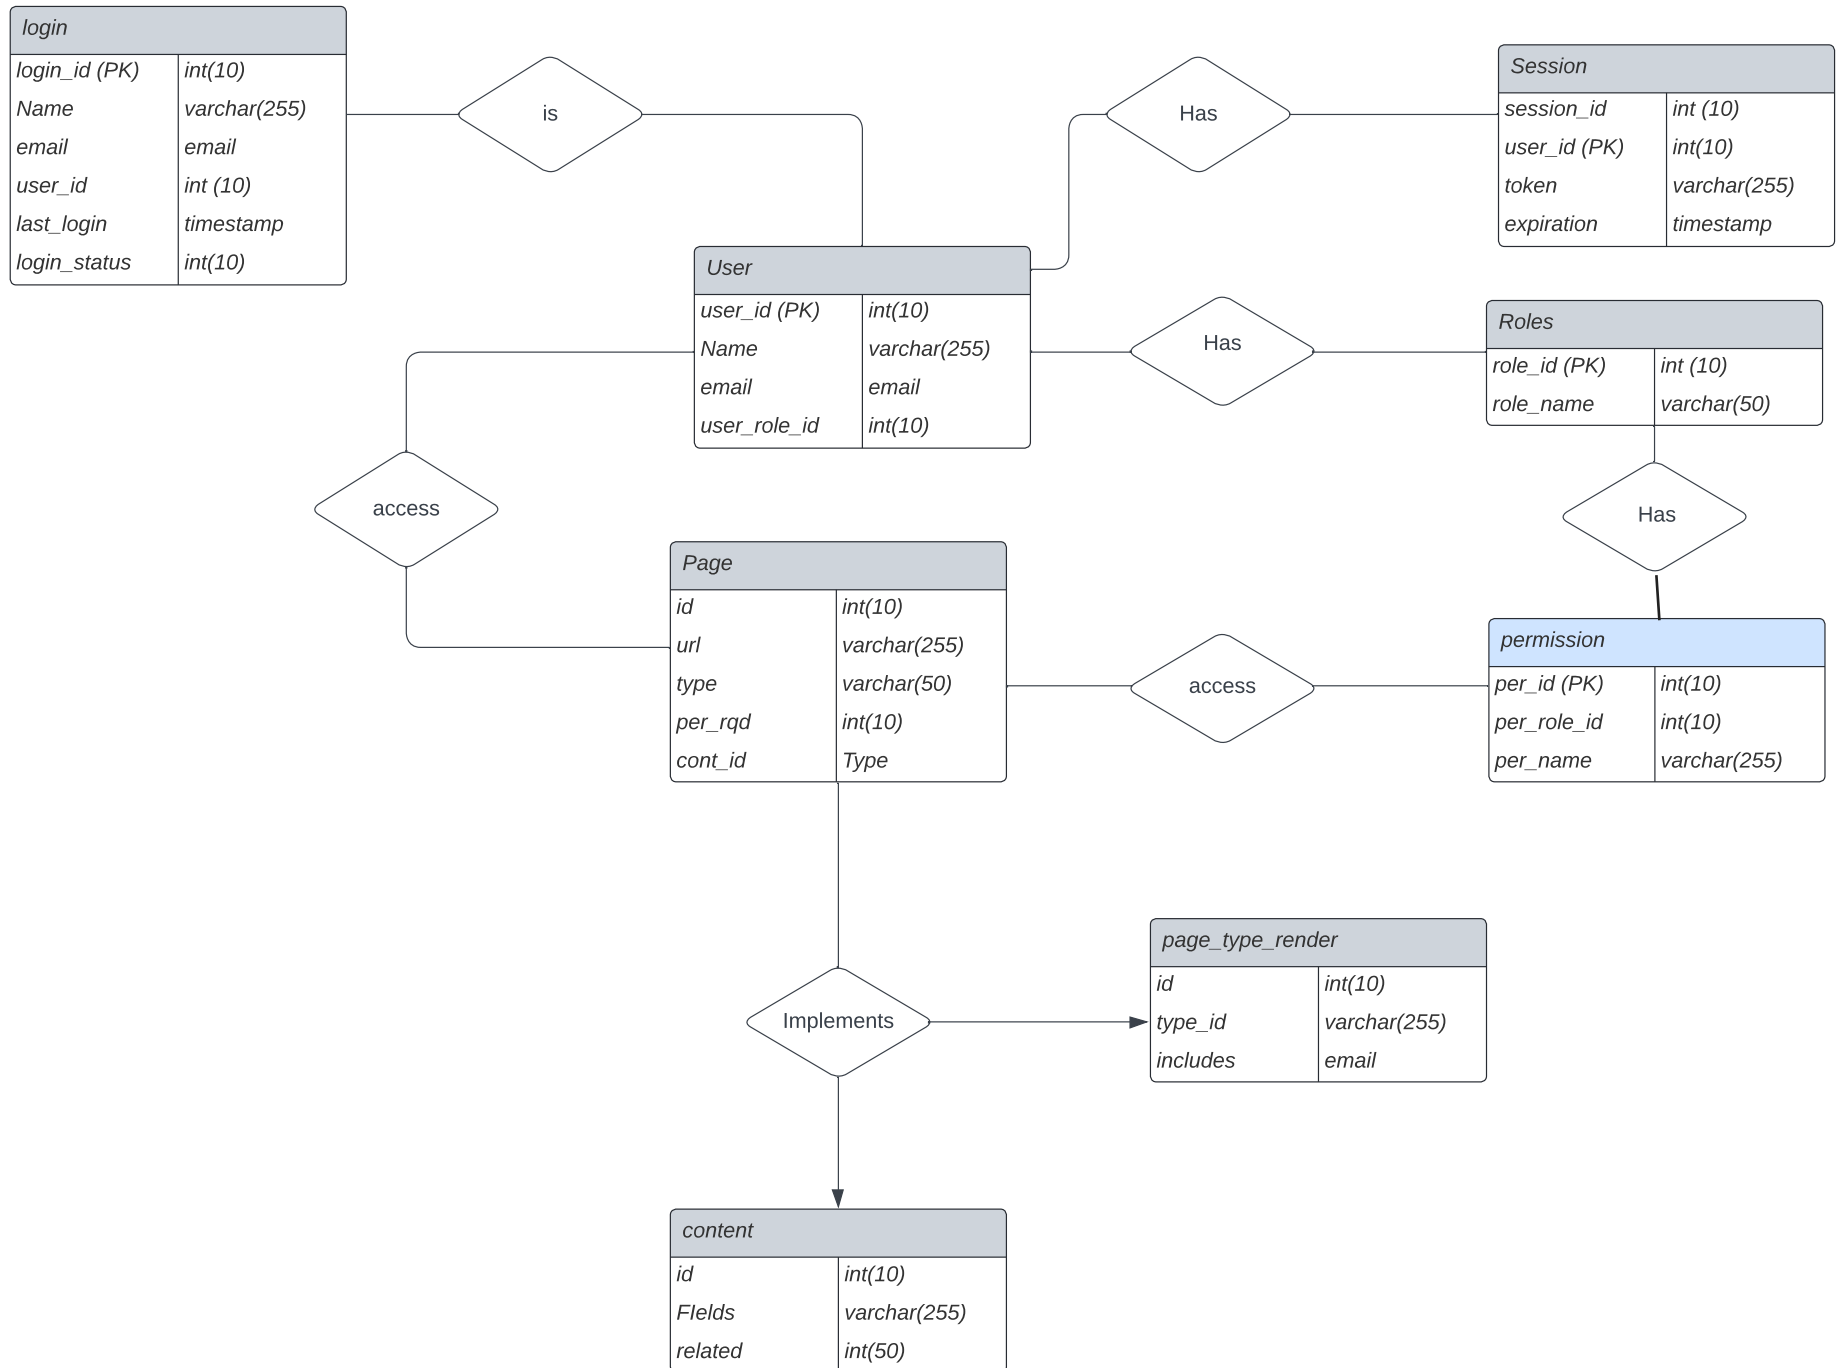 login
login_id (PK) int(10)
Name varchar(255)
email email
user_id int (10)
last_login timestamp
login_status int(10)
is
Has
Session
session_id int (10)
user_id (PK) int(10)
token varchar(255)
expiration timestamp
User
user_id (PK) int(10)
Name varchar(255)
email email
user_role_id int(10)
Has
Roles
role_id (PK) int (10)
role_name varchar(50)
access
Has
Page
id int(10)
url varchar(255)
type varchar(50)
per_rqd int(10)
cont_id Type
access
permission
per_id (PK) int(10)
per_role_id int(10)
per_name varchar(255)
Implements
page_type_render
id int(10)
type_id varchar(255)
includes email
content
id int(10)
FIelds varchar(255)
related int(50)